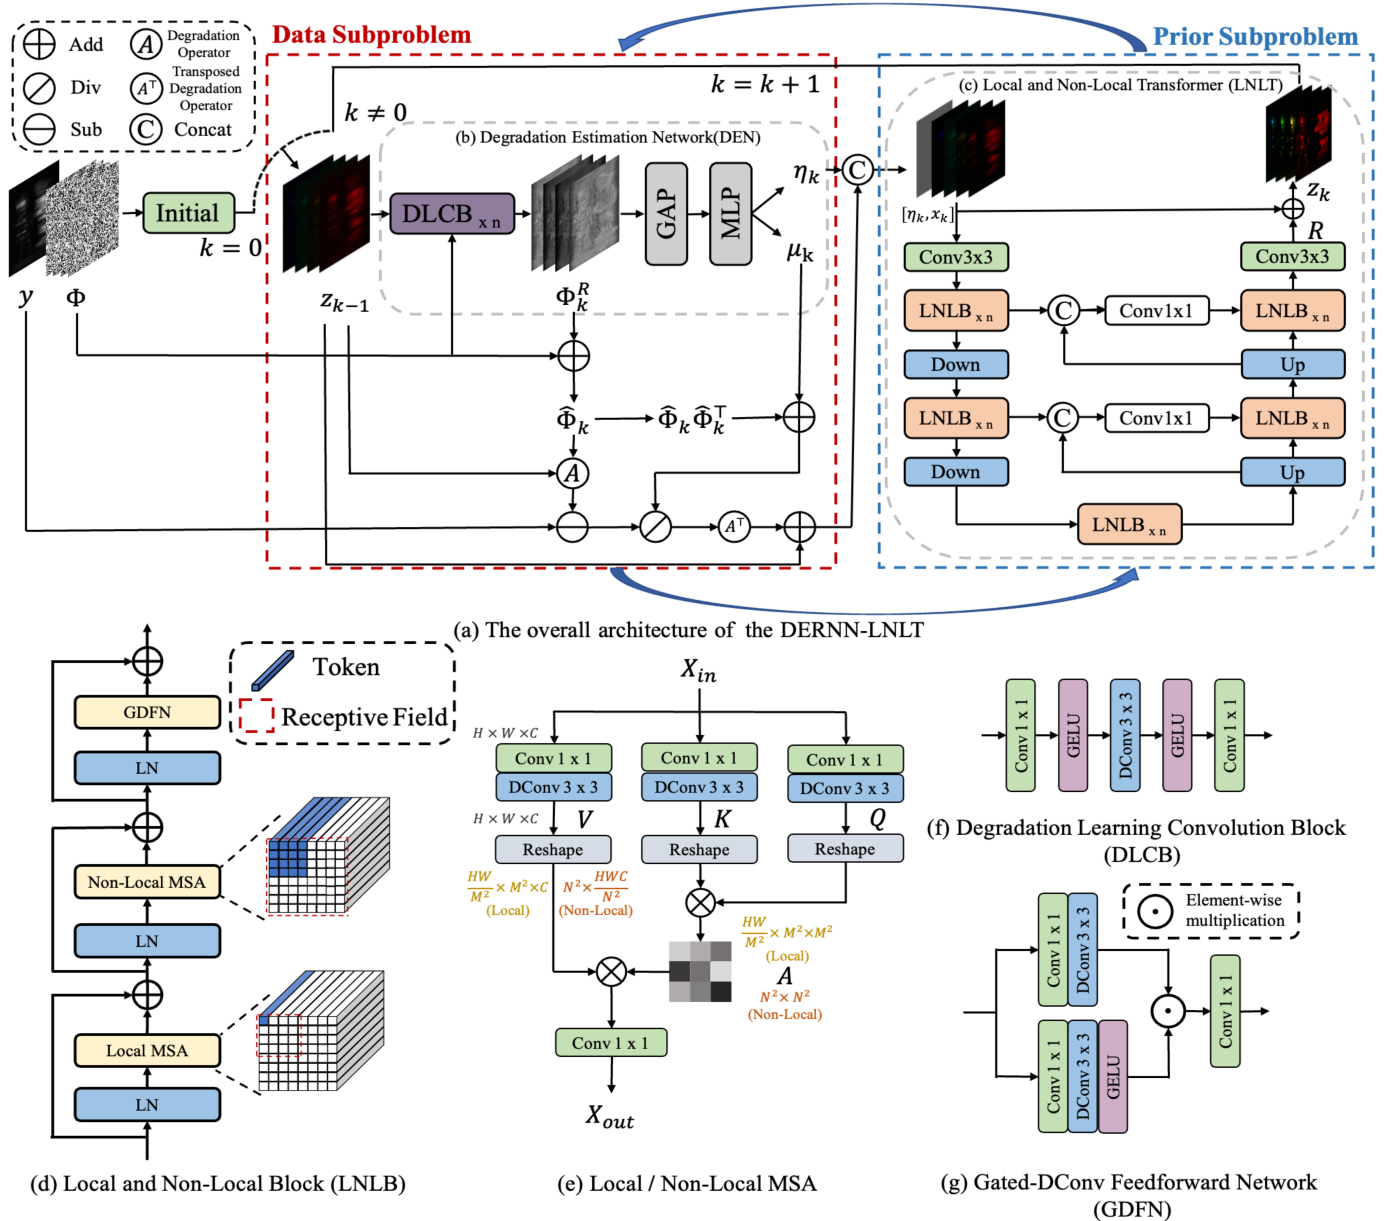 Data Subproblem
Prior Subproblem
Add
A
Degradation
Operator
Div
Aᵀ
Transposed
Degradation
Operator
Sub
C
Concat
k = k + 1
k ≠ 0
k = 0
Initial
y
Φ
z_{k−1}
(b) Degradation Estimation Network(DEN)
DLCB x n
GAP
MLP
η_k
μ_k
Φ_k^R
Φ̂_k
Φ̂_k Φ̂_k^⊤
A
Aᵀ
C
(c) Local and Non-Local Transformer (LNLT)
[η_k, x_k]
z_k
R
Conv3x3
Conv3x3
LNLB x n
C
Conv1x1
LNLB x n
Down
Up
LNLB x n
C
Conv1x1
LNLB x n
Down
Up
LNLB x n
(a) The overall architecture of the DERNN-LNLT
Token
Receptive Field
GDFN
LN
Non-Local MSA
LN
Local MSA
LN
(d) Local and Non-Local Block (LNLB)
X_in
H × W × C
Conv 1 x 1
Conv 1 x 1
Conv 1 x 1
DConv 3 x 3
DConv 3 x 3
DConv 3 x 3
H × W × C
V
K
Q
Reshape
Reshape
Reshape
HW/M² × M² × C
(Local)
N² × HWC/N²
(Non-Local)
HW/M² × M² × M²
(Local)
A
N² × N²
(Non-Local)
Conv 1 x 1
X_out
(e) Local / Non-Local MSA
Conv 1 x 1
GELU
DConv 3 x 3
GELU
Conv 1 x 1
(f) Degradation Learning Convolution Block
(DLCB)
Element-wise
multiplication
Conv 1 x 1
DConv 3 x 3
Conv 1 x 1
DConv 3 x 3
GELU
Conv 1 x 1
(g) Gated-DConv Feedforward Network
(GDFN)